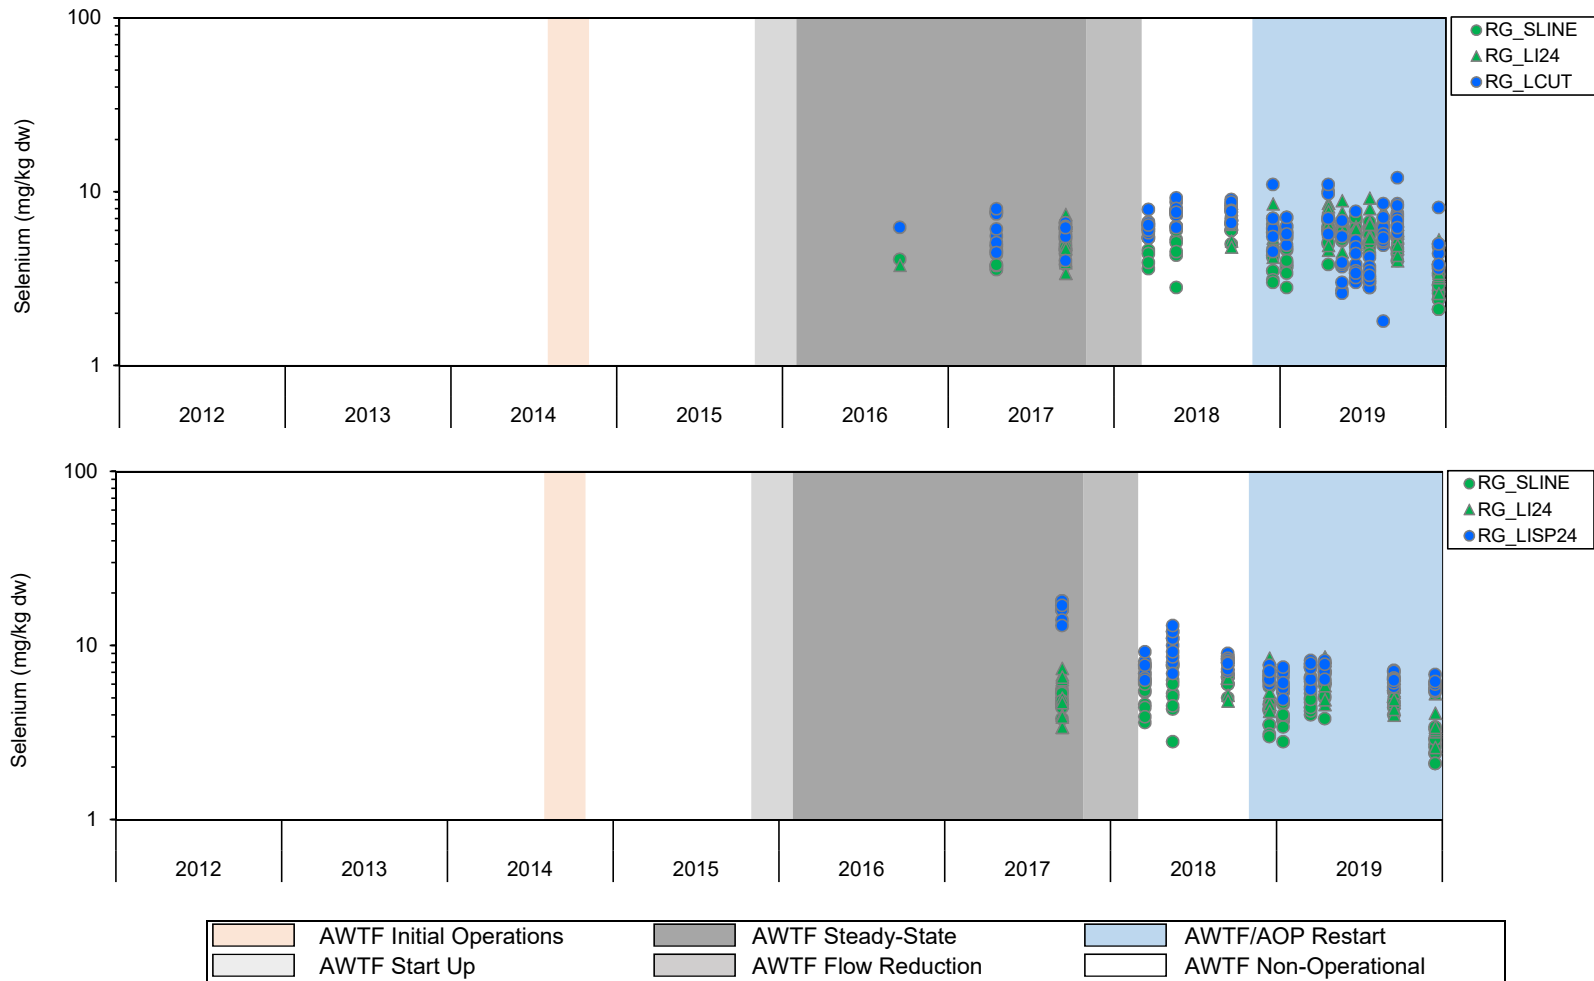 100
10
1
Selenium (mg/kg dw)
RG_SLINE
RG_LI24
RG_LCUT
2012 2013 2014 2015 2016 2017 2018 2019
100
10
1
Selenium (mg/kg dw)
RG_SLINE
RG_LI24
RG_LISP24
2012 2013 2014 2015 2016 2017 2018 2019
AWTF Initial Operations AWTF Steady-State AWTF/AOP Restart
AWTF Start Up AWTF Flow Reduction AWTF Non-Operational